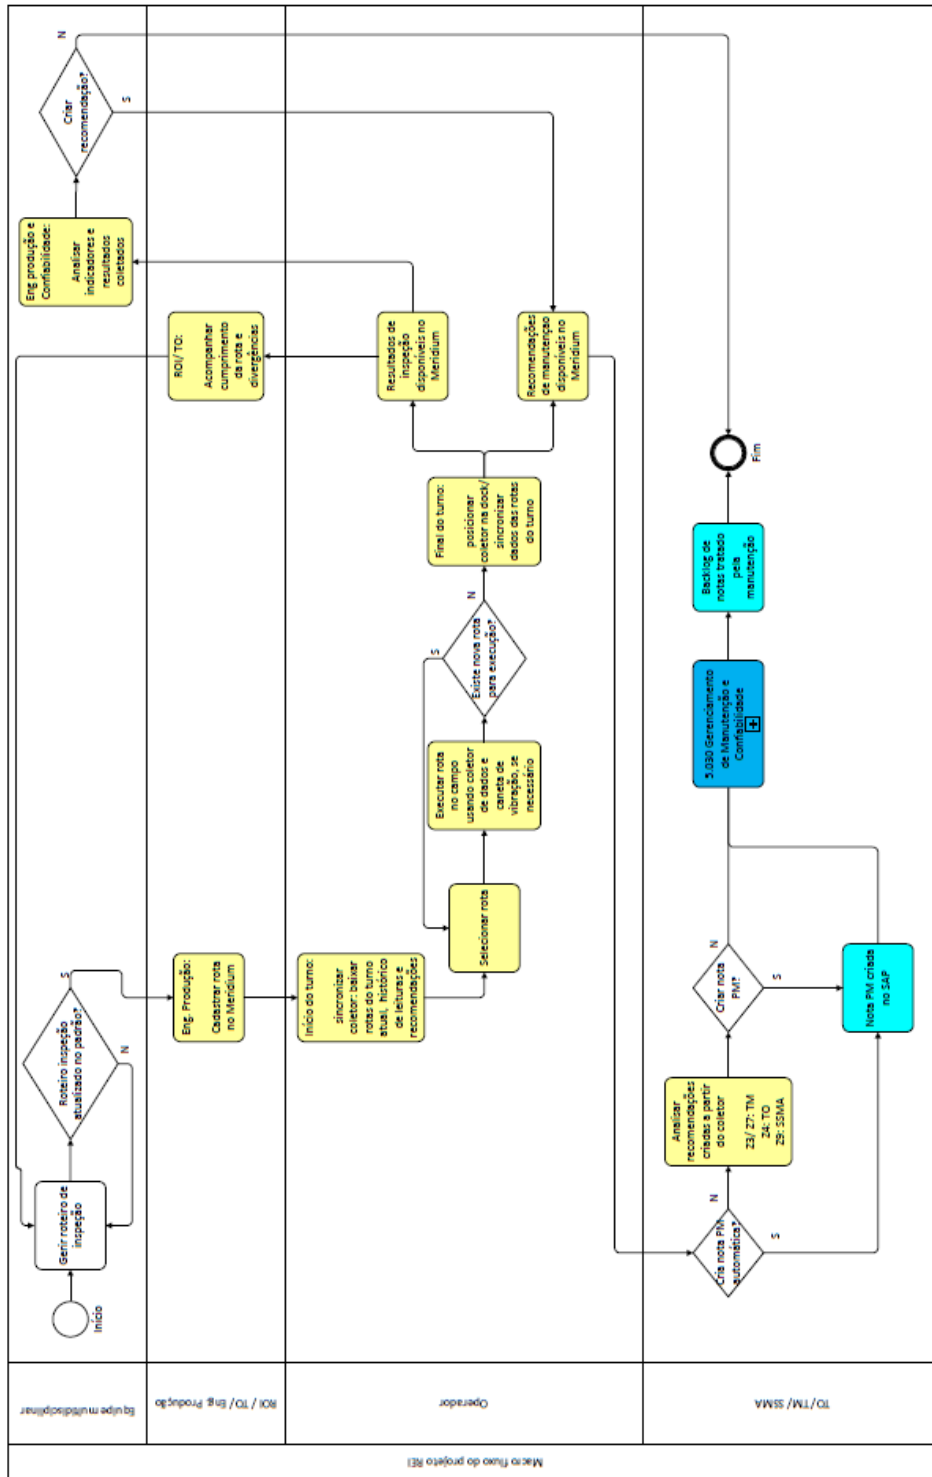 Macro fluxo do projeto REI
Equipe multidisciplinar
Início
Gerir roteiro de
inspeção
Roteiro inspeção
atualizado no padrão?
S
N
Eng produção e
Confiabilidade:
Analisar
indicadores e
resultados
coletados
Criar
recomendação?
N
S
ROI / TO / Eng. Produção
Eng. Produção:
Cadastrar rota
no Meridium
ROI/ TO:
Acompanhar
cumprimento
da rota e
divergências
Operador
Início do turno:
sincronizar
coletor: baixar
rotas do turno
atual, histórico
de leituras e
recomendações
Selecionar rota
Executar rota
no campo
usando coletor
de dados e
caneta de
vibração, se
necessário
Existe nova rota
para execução?
S
N
Final do turno:
posicionar
coletor na dock/
sincronizar
dados das rotas
do turno
Resultados de
inspeção
disponíveis no
Meridium
Recomendações
de manutenção
disponíveis no
Meridium
TO/ TM/ SSMA
Cria nota PM
automática?
N
S
Analisar
recomendações
criadas a partir
do coletor
Z3/ Z7: TM
Z4: TO
Z9: SSMA
Criar nota
PM?
N
S
Nota PM criada
no SAP
5.030 Gerenciamento
de Manutenção e
Confiabilidade
Backlog de
notas tratado
pela
manutenção
Fim